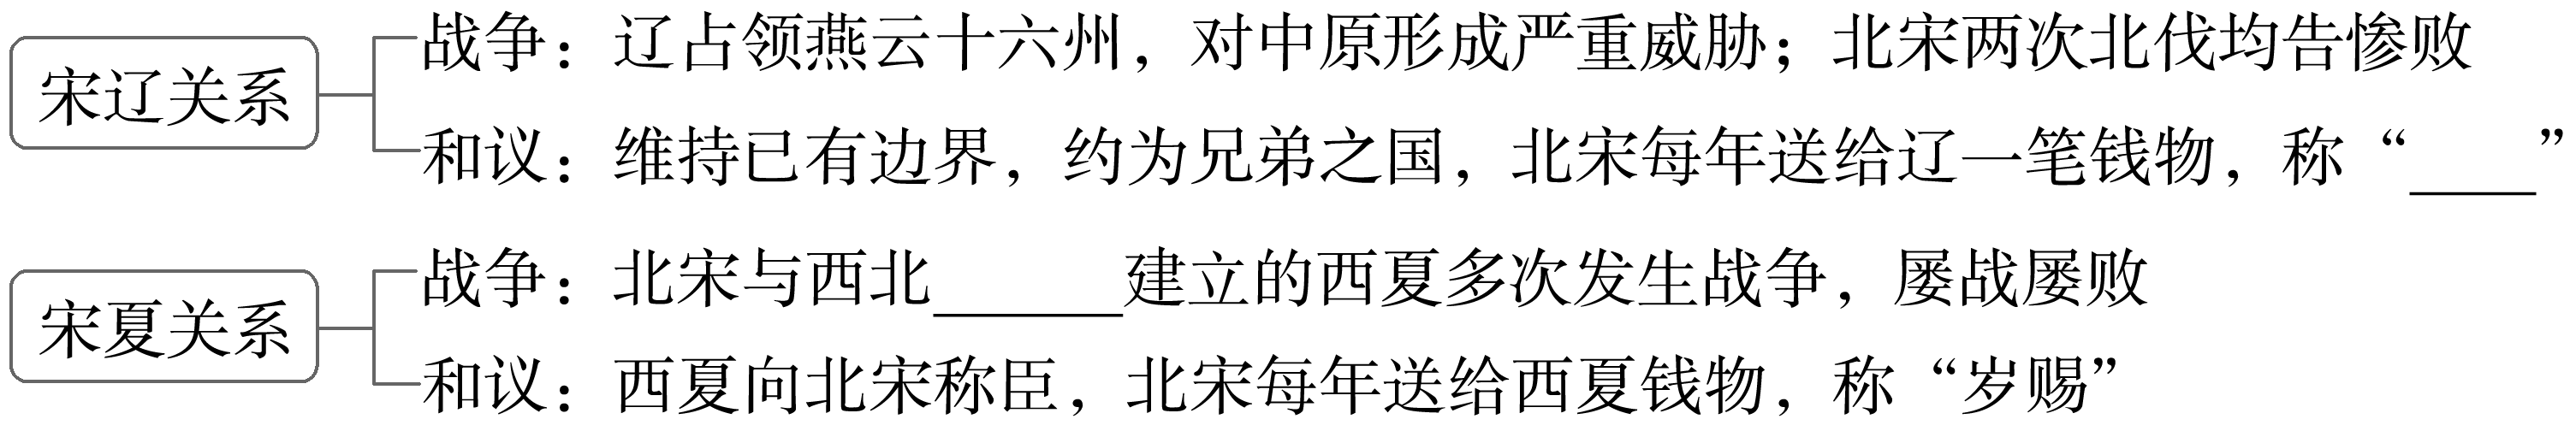 宋辽关系
战争：辽占领燕云十六州，对中原形成严重威胁；北宋两次北伐均告惨败
和议：维持已有边界，约为兄弟之国，北宋每年送给辽一笔钱物，称“____”
宋夏关系
战争：北宋与西北______建立的西夏多次发生战争，屡战屡败
和议：西夏向北宋称臣，北宋每年送给西夏钱物，称“岁赐”